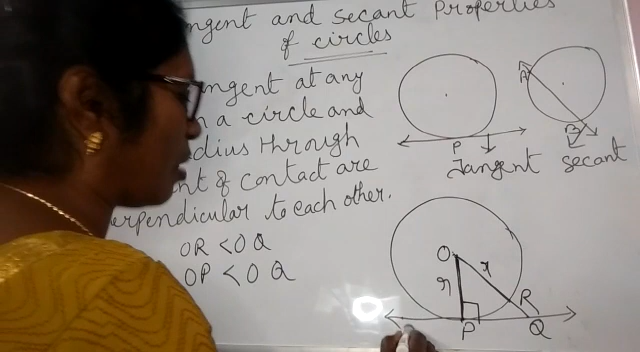 ngent and secant Properties
of circles
ngent at any
n a circle and
dius through
nt of contact are
erpendicular to each other.
OR < OQ
OP < OQ
P
Tangent
A
B
secant
O
r
r
R
P
Q